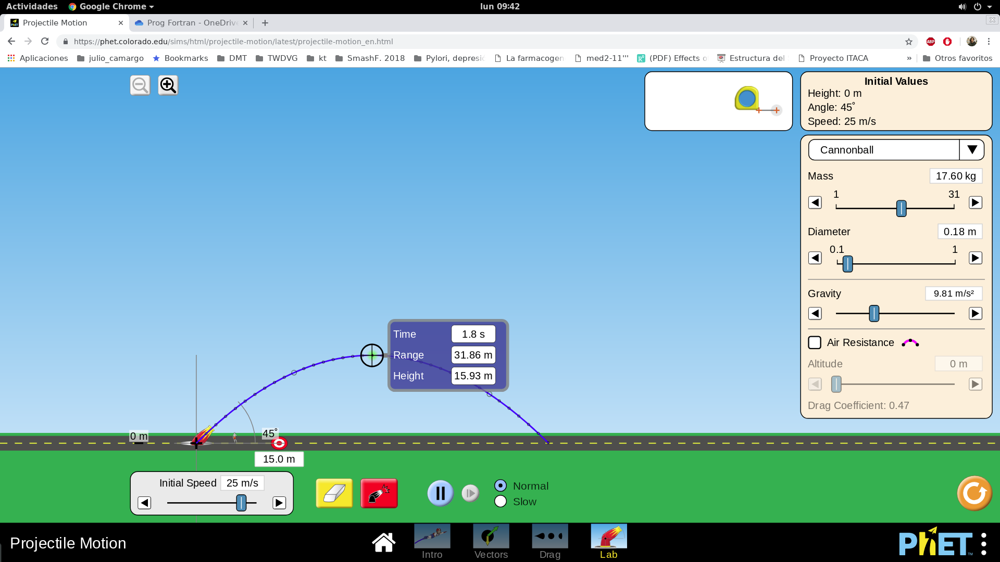 Actividades Google Chrome lun 09:42
Projectile Motion Prog Fortran - OneDrive
https://phet.colorado.edu/sims/html/projectile-motion/latest/projectile-motion_en.html ABP
Aplicaciones julio_camargo Bookmarks DMT TWDVG kt SmashF. 2018 Pylori, depresi La farmacogen med2-11''' (PDF) Effects o Estructura del Proyecto ITACA » Otros favoritos
Initial Values
Height: 0 m
Angle: 45˚
Speed: 25 m/s
Cannonball
Mass 17.60 kg
1 31
Diameter 0.18 m
0.1 1
Gravity 9.81 m/s²
Air Resistance
Altitude 0 m
Drag Coefficient: 0.47
Time 1.8 s
Range 31.86 m
Height 15.93 m
0 m 45˚
15.0 m
Initial Speed 25 m/s
Normal
Slow
Projectile Motion
Intro Vectors Drag Lab
PhET™